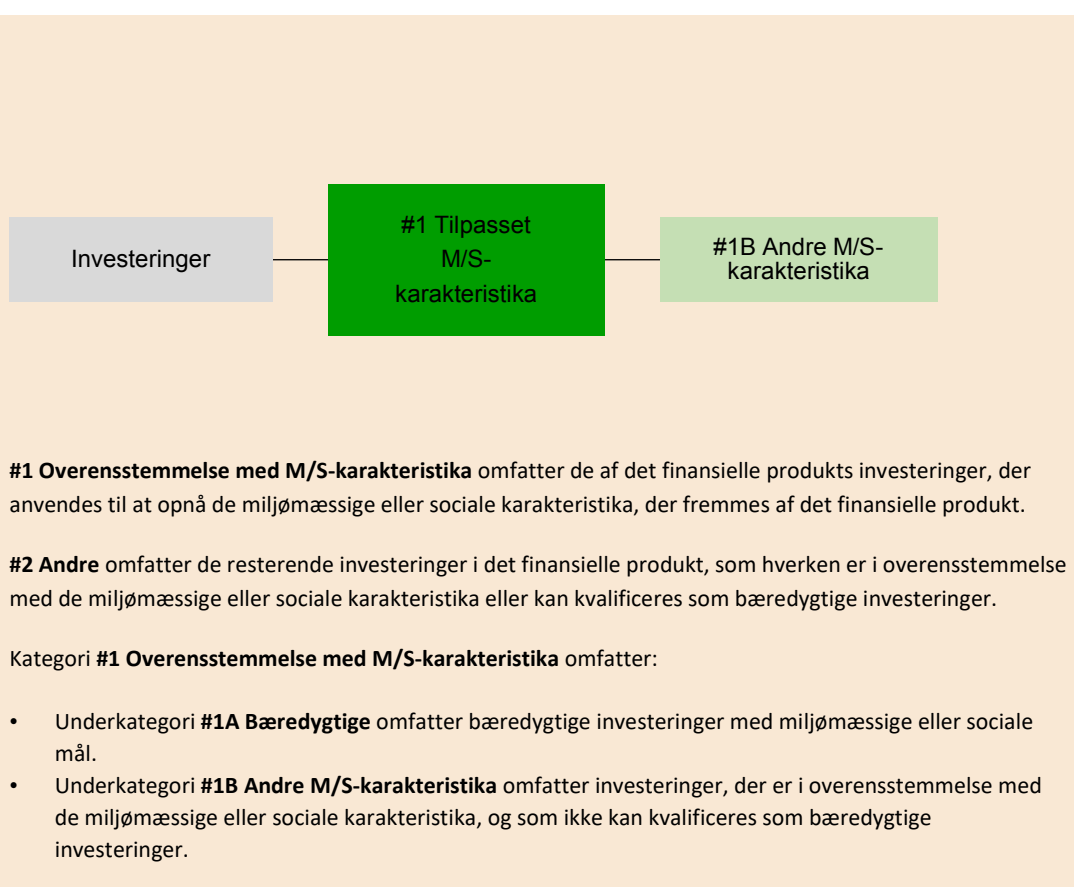 Investeringer
#1 Tilpasset
M/S-
karakteristika
#1B Andre M/S-
karakteristika
#1 Overensstemmelse med M/S-karakteristika omfatter de af det finansielle produkts investeringer, der
anvendes til at opnå de miljømæssige eller sociale karakteristika, der fremmes af det finansielle produkt.
#2 Andre omfatter de resterende investeringer i det finansielle produkt, som hverken er i overensstemmelse
med de miljømæssige eller sociale karakteristika eller kan kvalificeres som bæredygtige investeringer.
Kategori #1 Overensstemmelse med M/S-karakteristika omfatter:
• Underkategori #1A Bæredygtige omfatter bæredygtige investeringer med miljømæssige eller sociale
mål.
• Underkategori #1B Andre M/S-karakteristika omfatter investeringer, der er i overensstemmelse med
de miljømæssige eller sociale karakteristika, og som ikke kan kvalificeres som bæredygtige
investeringer.